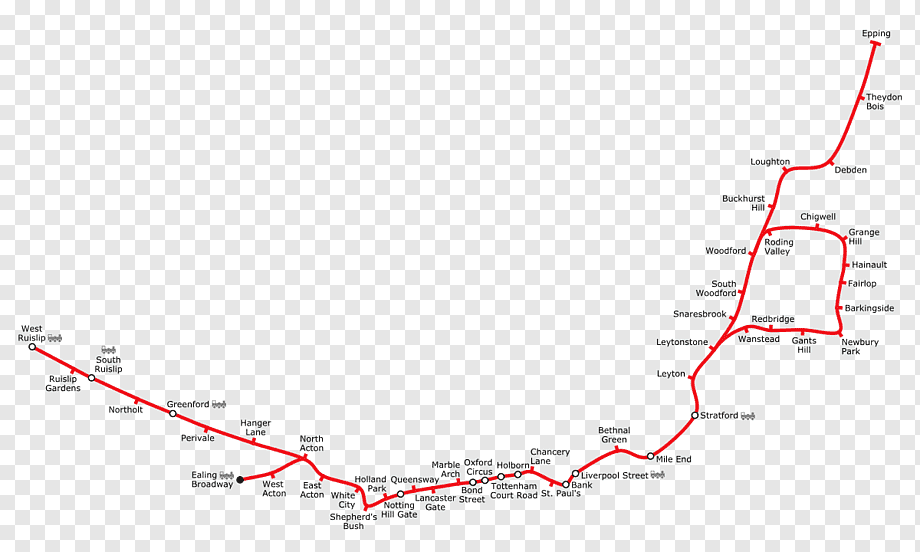 Epping
Theydon
Bois
Debden
Loughton
Buckhurst
Hill
Chigwell
Grange
Hill
Roding
Valley
Woodford
Hainault
Fairlop
South
Woodford
Barkingside
Snaresbrook
Redbridge
Wanstead
Gants
Hill
Newbury
Park
Leytonstone
Leyton
Stratford
West
Ruislip
South
Ruislip
Ruislip
Gardens
Northolt
Greenford
Perivale
Hanger
Lane
North
Acton
Ealing
Broadway
West
Acton
East
Acton
White
City
Shepherd's
Bush
Holland
Park
Notting
Hill Gate
Queensway
Lancaster
Gate
Marble
Arch
Bond
Street
Oxford
Circus
Tottenham
Court Road
Holborn
Chancery
Lane
St. Paul's
Bank
Liverpool Street
Bethnal
Green
Mile End